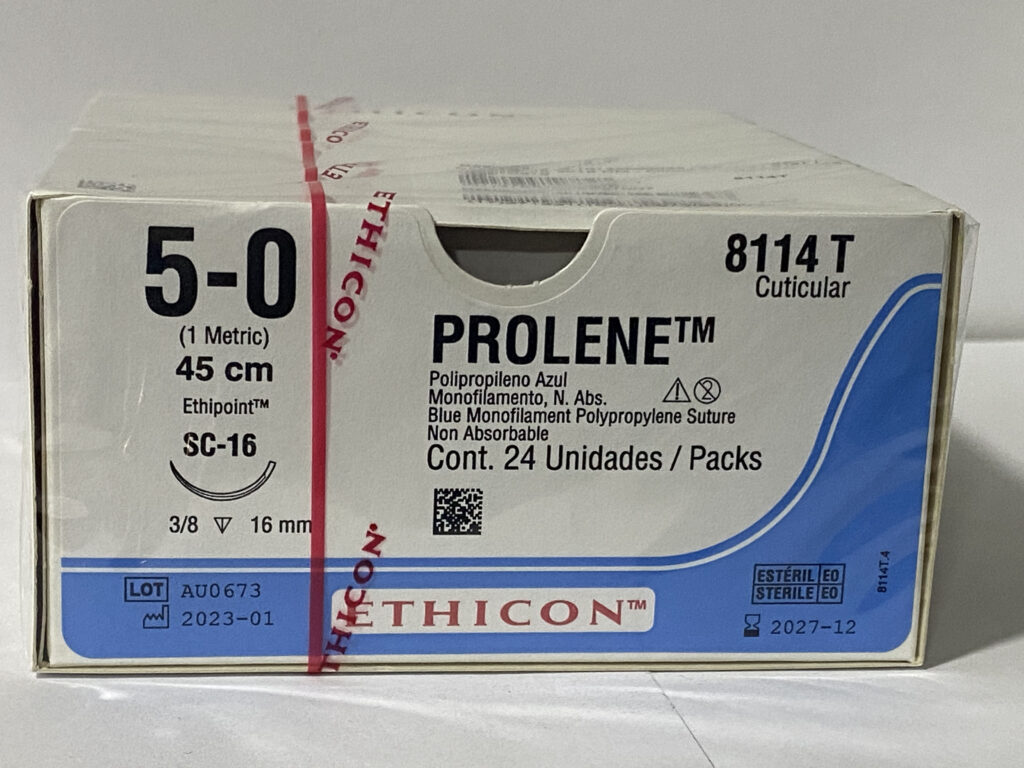 ETHICON
8114T
5-0
(1 Metric)
45 cm
Ethipoint™
SC-16
3/8 16 mm
ETHICON®
8114 T
Cuticular
PROLENE™
Polipropileno Azul
Monofilamento, N. Abs.
Blue Monofilament Polypropylene Suture
Non Absorbable
Cont. 24 Unidades / Packs
LOT AU0673
2023-01
THICON®
ETHICON™
ESTÉRIL EO
STERILE EO
2027-12
8114T.4